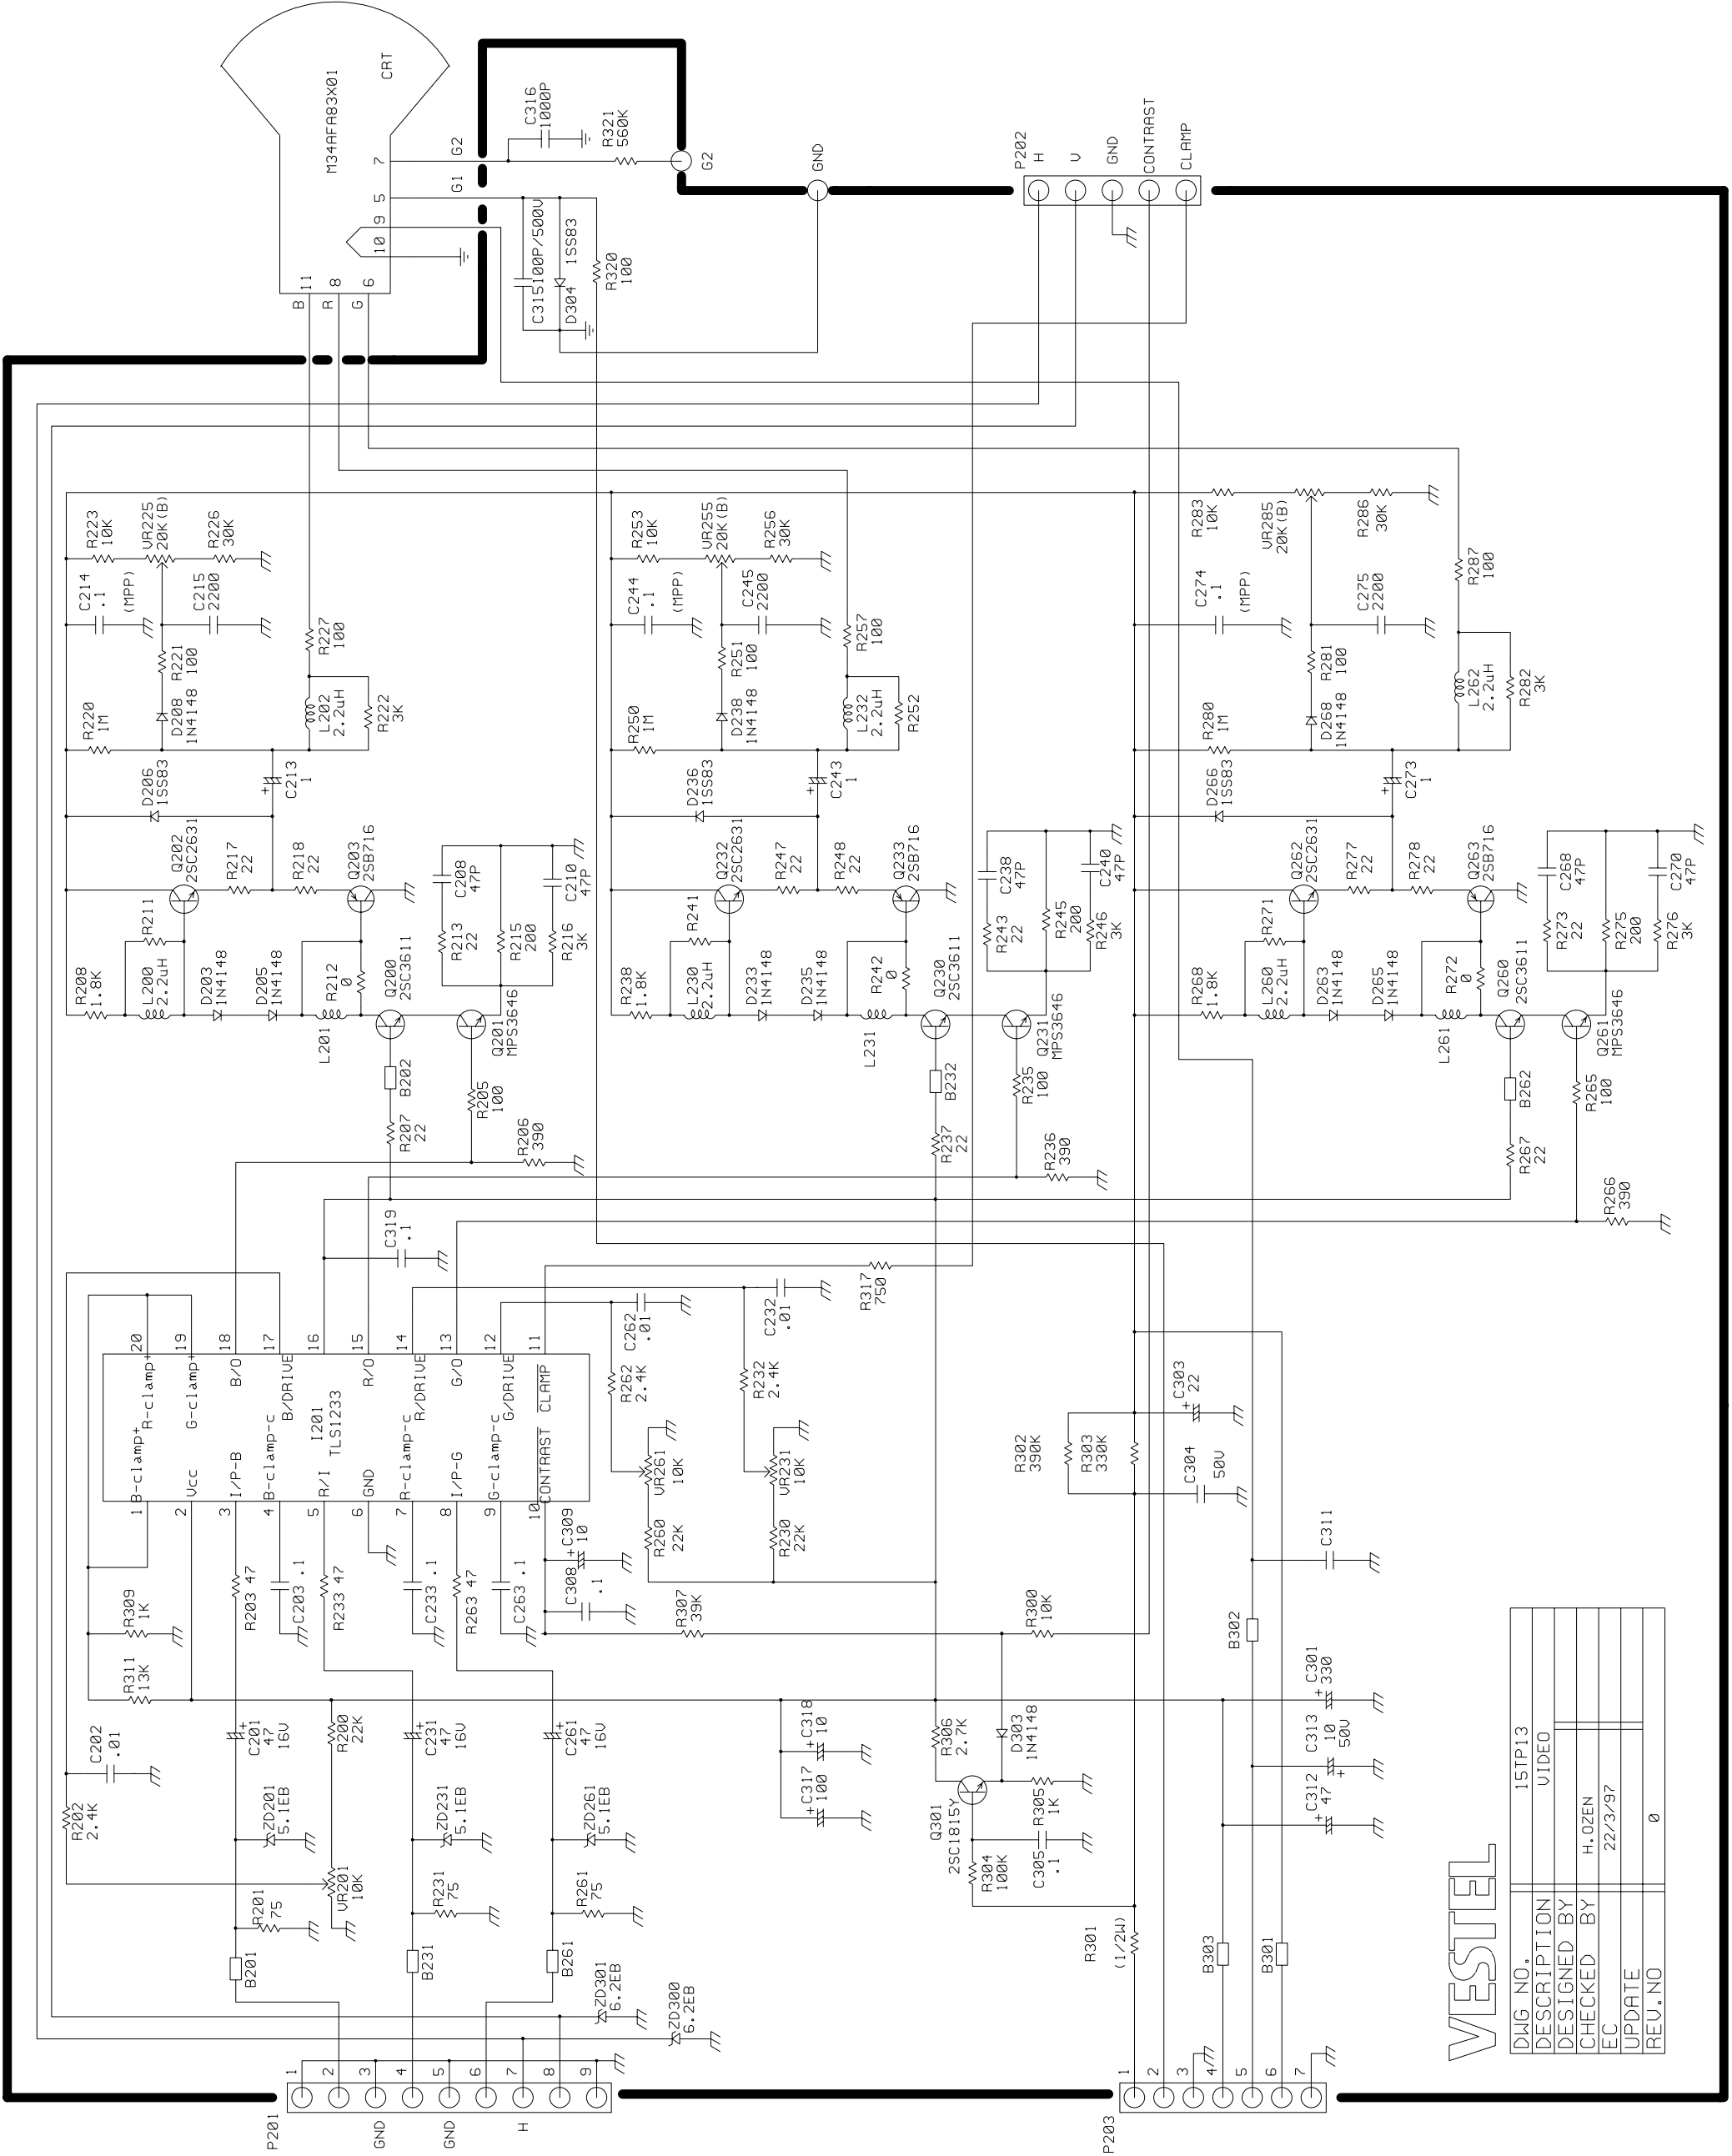 M34AFA83X01
CRT
B 11
R 8
G 6
10 9 5 7
G1
G2
C316
1000P
R321
560K
G2
GND
C315 100P/500V
D304 1SS83
R320
100
P202
H
V
GND
CONTRAST
CLAMP
R223
10K
VR225
20K(B)
R226
30K
C214
.1
(MPP)
C215
2200
R221
100
R227
100
R220
1M
D208
1N4148
L202
2.2uH
R222
3K
D206
1SS83
C213
1
+
Q202
2SC2631
R217
22
R218
22
Q203
2SB716
R211
R208
1.8K
L200
2.2uH
D203
1N4148
D205
1N4148
R212
0
L201
Q200
2SC3611
Q201
MPS3646
C208
47P
C210
47P
R213
22
R215
200
R216
3K
B202
R207
22
R205
100
R206
390
R253
10K
VR255
20K(B)
R256
30K
C244
.1
(MPP)
C245
2200
R251
100
R257
100
R250
1M
D238
1N4148
L232
2.2uH
R252
D236
1SS83
C243
1
+
Q232
2SC2631
R247
22
R248
22
Q233
2SB716
R241
R238
1.8K
L230
2.2uH
D233
1N4148
D235
1N4148
R242
0
L231
Q230
2SC3611
Q231
MPS3646
C238
47P
C240
47P
R243
22
R245
200
R246
3K
B232
R237
22
R235
100
R236
390
R283
10K
VR285
20K(B)
R286
30K
C274
.1
(MPP)
C275
2200
R281
100
R287
100
R280
1M
D268
1N4148
L262
2.2uH
R282
3K
D266
1SS83
C273
1
+
Q262
2SC2631
R277
22
R278
22
Q263
2SB716
R271
R268
1.8K
L260
2.2uH
D263
1N4148
D265
1N4148
R272
0
L261
Q260
2SC3611
Q261
MPS3646
C268
47P
C270
47P
R273
22
R275
200
R276
3K
B262
R267
22
R265
100
R266
390
C319
.1
R317
750
C262
.01
C232
.01
R262
2.4K
R232
2.4K
VR261
10K
VR231
10K
R260
22K
R230
22K
I201
TLS1233
20 R-clamp+
19 G-clamp+
18 B/O
17 B/DRIVE
16
15 R/O
14 R/DRIVE
13 G/O
12 G/DRIVE
11 CLAMP
1 B-clamp+
2 Vcc
3 I/P-B
4 B-clamp-c
5 R/I
6 GND
7 R-clamp-c
8 I/P-G
9 G-clamp-c
10 CONTRAST
R309
1K
R311
13K
R203 47
C203 .1
R233 47
C233 .1
R263 47
C263 .1
C308
.1
+C309
10
R307
39K
R300
10K
R302
390K
R303
330K
C303
22
+
C304
50V
C311
C202
.01
R202
2.4K
C201
47
16V
+
R200
22K
C231
47
16V
+
C261
47
16V
+
ZD201
5.1EB
ZD231
5.1EB
ZD261
5.1EB
VR201
10K
R201
75
R231
75
R261
75
B201
B231
B261
ZD301
6.2EB
ZD300
6.2EB
+C318
10
+C317
100
R306
2.7K
D303
1N4148
Q301
2SC1815Y
R305
1K
R304
100K
C305
.1
R301
(1/2W)
B302
B303
B301
C301
330
+
C313
10
50V
+
C312
47
+
P201
1
2
3
4
5
6
7
8
9
GND
GND
H
P203
1
2
3
4
5
6
7
VESTEL
DWG NO. 15TP13
DESCRIPTION VIDEO
DESIGNED BY
CHECKED BY H.OZEN
EC 22/3/97
UPDATE
REV.NO 0